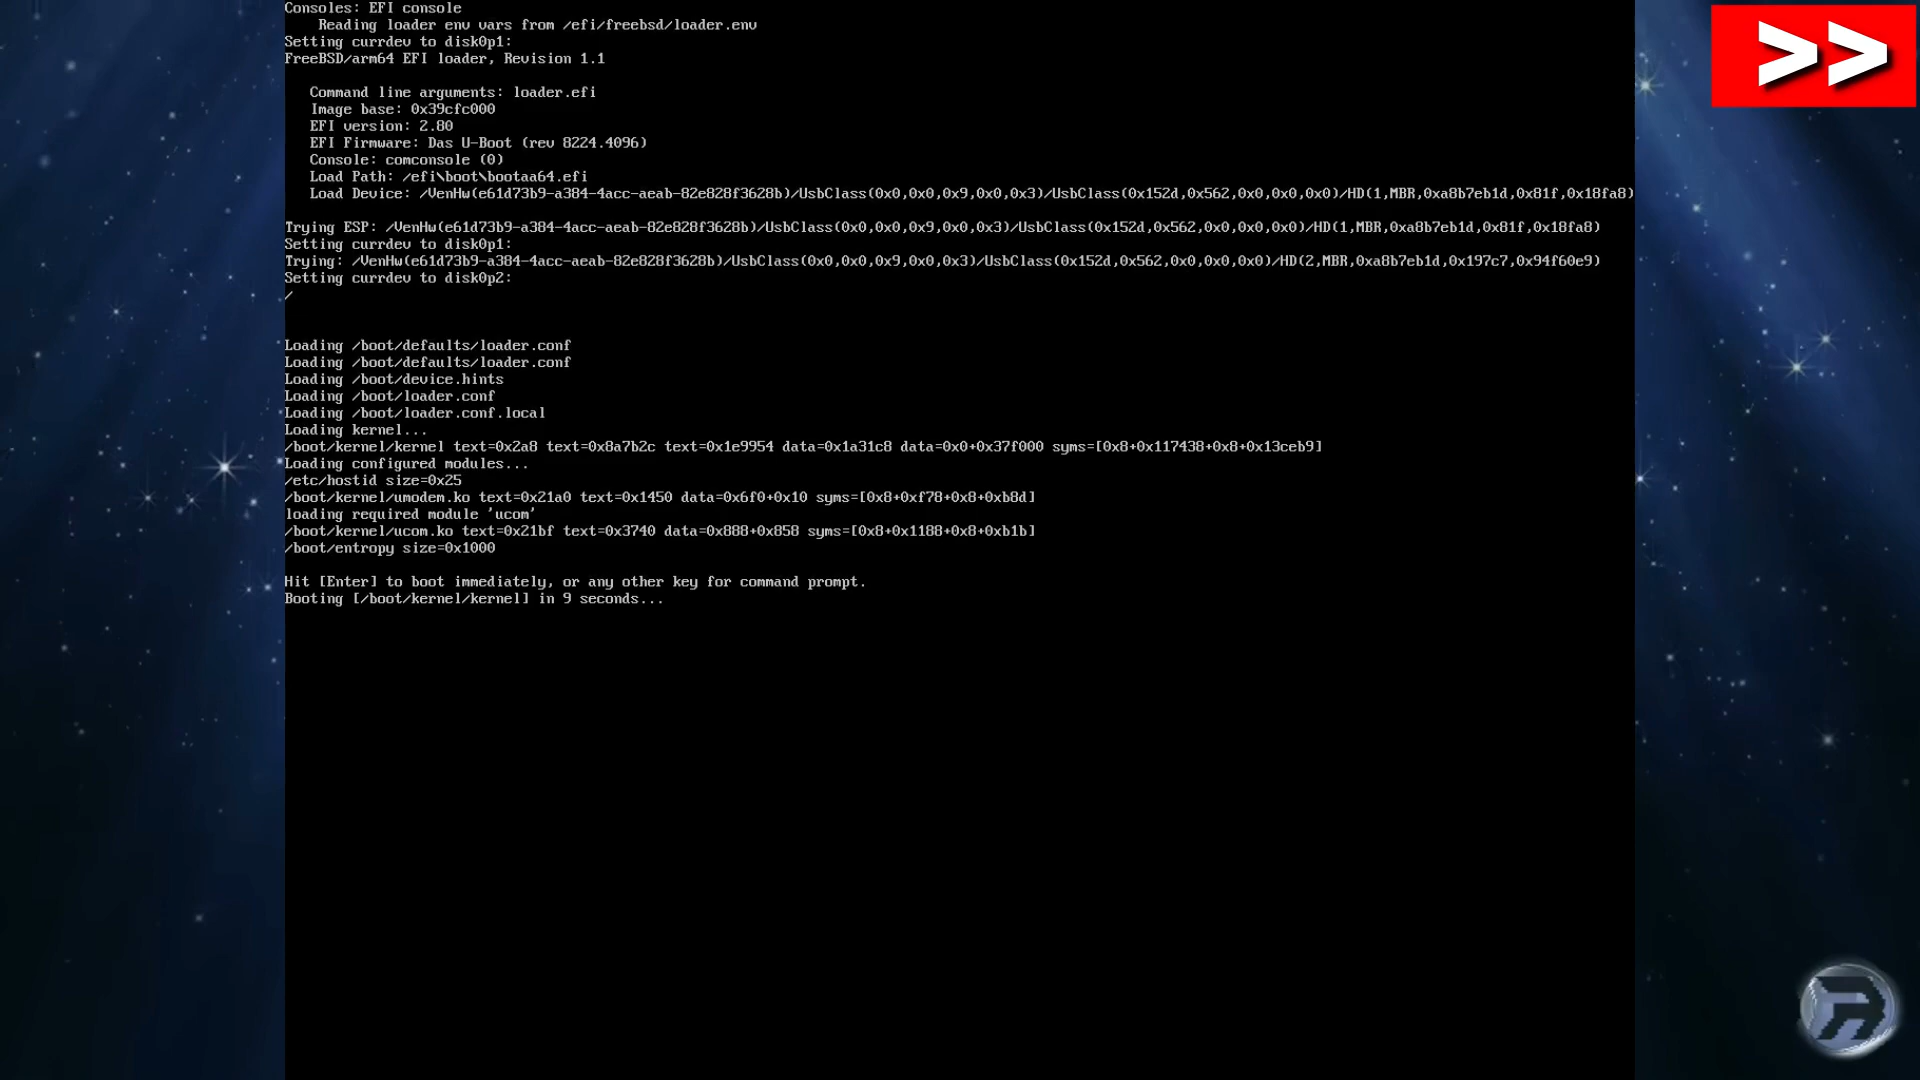 Consoles: EFI console
Reading loader env vars from /efi/freebsd/loader.env
Setting currdev to disk0p1:
FreeBSD/arm64 EFI loader, Revision 1.1
Command line arguments: loader.efi
Image base: 0x39cfc000
EFI version: 2.80
EFI Firmware: Das U-Boot (rev 8224.4096)
Console: comconsole (0)
Load Path: /efi\boot\bootaa64.efi
Load Device: /VenHw(e61d73b9-a384-4acc-aeab-82e828f3628b)/UsbClass(0x0,0x0,0x9,0x0,0x3)/UsbClass(0x152d,0x562,0x0,0x0,0x0)/HD(1,MBR,0xa8b7eb1d,0x81f,0x18fa8)
Trying ESP: /VenHw(e61d73b9-a384-4acc-aeab-82e828f3628b)/UsbClass(0x0,0x0,0x9,0x0,0x3)/UsbClass(0x152d,0x562,0x0,0x0,0x0)/HD(1,MBR,0xa8b7eb1d,0x81f,0x18fa8)
Setting currdev to disk0p1:
Trying: /VenHw(e61d73b9-a384-4acc-aeab-82e828f3628b)/UsbClass(0x0,0x0,0x9,0x0,0x3)/UsbClass(0x152d,0x562,0x0,0x0,0x0)/HD(2,MBR,0xa8b7eb1d,0x197c7,0x94f60e9)
Setting currdev to disk0p2:
/
Loading /boot/defaults/loader.conf
Loading /boot/defaults/loader.conf
Loading /boot/device.hints
Loading /boot/loader.conf
Loading /boot/loader.conf.local
Loading kernel...
/boot/kernel/kernel text=0x2a8 text=0x8a7b2c text=0x1e9954 data=0x1a31c8 data=0x0+0x37f000 syms=[0x8+0x117438+0x8+0x13ceb9]
Loading configured modules...
/etc/hostid size=0x25
/boot/kernel/umodem.ko text=0x21a0 text=0x1450 data=0x6f0+0x10 syms=[0x8+0xf78+0x8+0xb8d]
loading required module 'ucom'
/boot/kernel/ucom.ko text=0x21bf text=0x3740 data=0x888+0x858 syms=[0x8+0x1188+0x8+0xb1b]
/boot/entropy size=0x1000
Hit [Enter] to boot immediately, or any other key for command prompt.
Booting [/boot/kernel/kernel] in 9 seconds...
>>